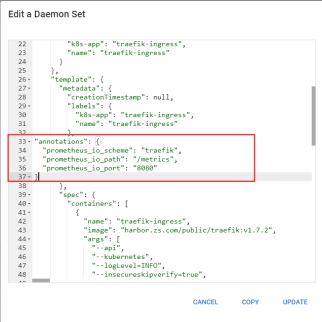 Edit a Daemon Set
22 "k8s-app": "traefik-ingress",
23 "name": "traefik-ingress"
24 }
25 },
26 "template": {
27 "metadata": {
28 "creationTimestamp": null,
29 "labels": {
30 "k8s-app": "traefik-ingress",
31 "name": "traefik-ingress"
32 },
33 "annotations": {
34 "prometheus_io_scheme": "traefik",
35 "prometheus_io_path": "/metrics",
36 "prometheus_io_port": "8080"
37 }
38 },
39 "spec": {
40 "containers": [
41 {
42 "name": "traefik-ingress",
43 "image": "harbor.zs.com/public/traefik:v1.7.2",
44 "args": [
45 "--api",
46 "--kubernetes",
47 "--logLevel=INFO",
48 "--insecureskipverify=true",
CANCEL COPY UPDATE